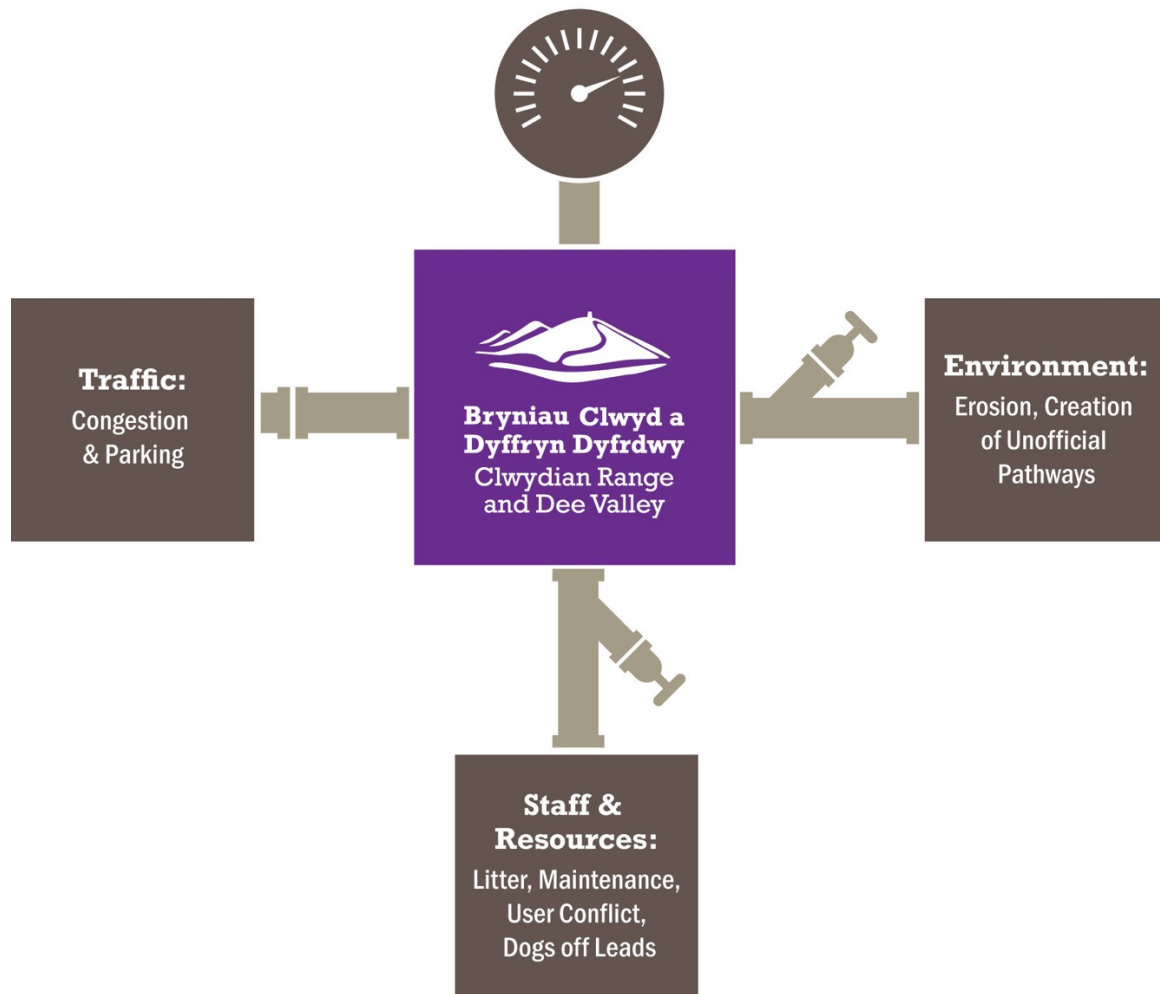 Bryniau Clwyd a
Dyffryn Dyfrdwy
Clwydian Range
and Dee Valley
Traffic:
Congestion
& Parking
Environment:
Erosion, Creation
of Unofficial
Pathways
Staff &
Resources:
Litter, Maintenance,
User Conflict,
Dogs off Leads